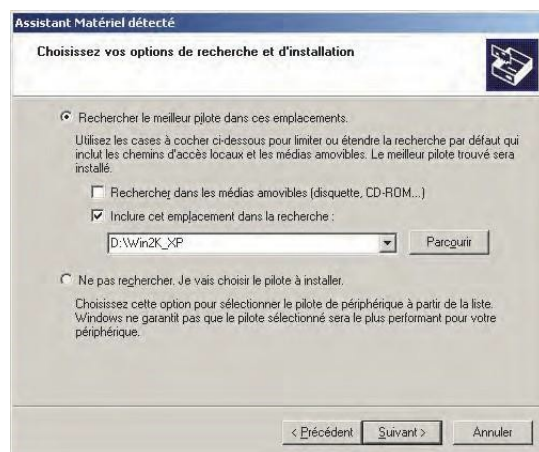 Assistant Matériel détecté
Choisissez vos options de recherche et d'installation
Rechercher le meilleur pilote dans ces emplacements.
Utilisez les cases à cocher ci-dessous pour limiter ou étendre la recherche par défaut qui
inclut les chemins d'accès locaux et les médias amovibles. Le meilleur pilote trouvé sera
installé.
Rechercher dans les médias amovibles (disquette, CD-ROM...)
Inclure cet emplacement dans la recherche :
D:\Win2K_XP
Parcourir
Ne pas rechercher. Je vais choisir le pilote à installer.
Choisissez cette option pour sélectionner le pilote de périphérique à partir de la liste.
Windows ne garantit pas que le pilote sélectionné sera le plus performant pour votre
périphérique.
< Précédent Suivant > Annuler